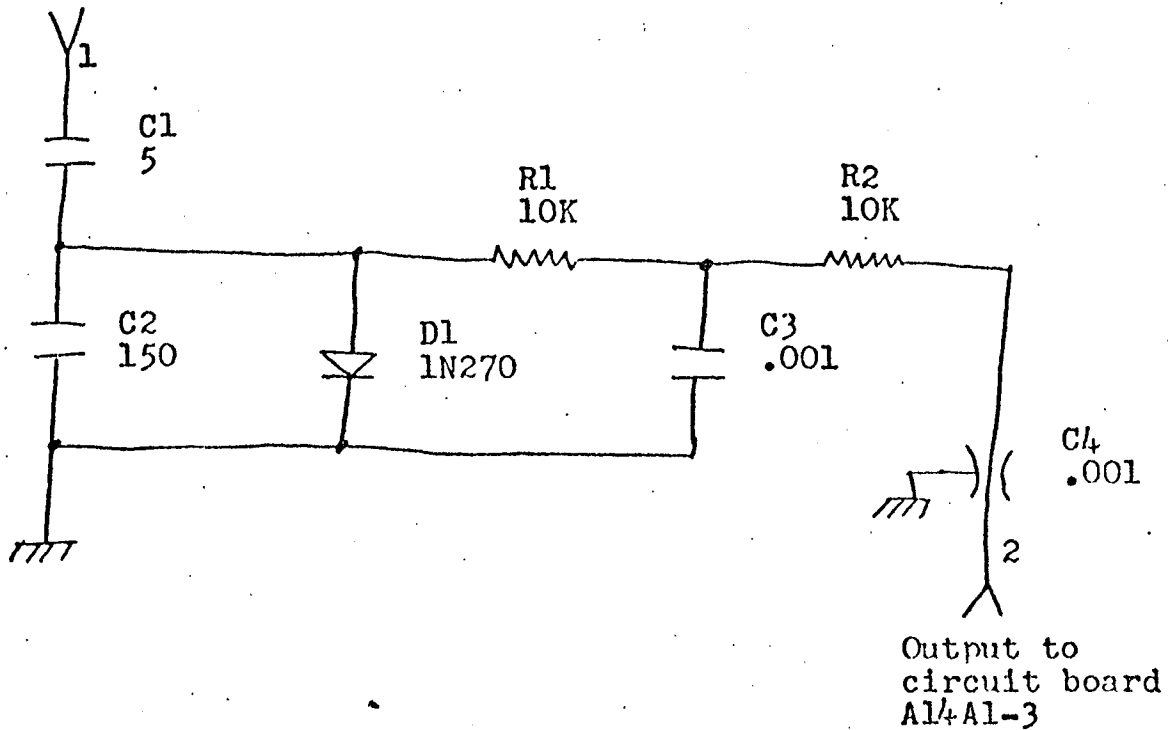 1
C1
5
R1
10K
R2
10K
C2
150
D1
1N270
C3
.001
C4
.001
2
Output to
circuit board
A14A1-3